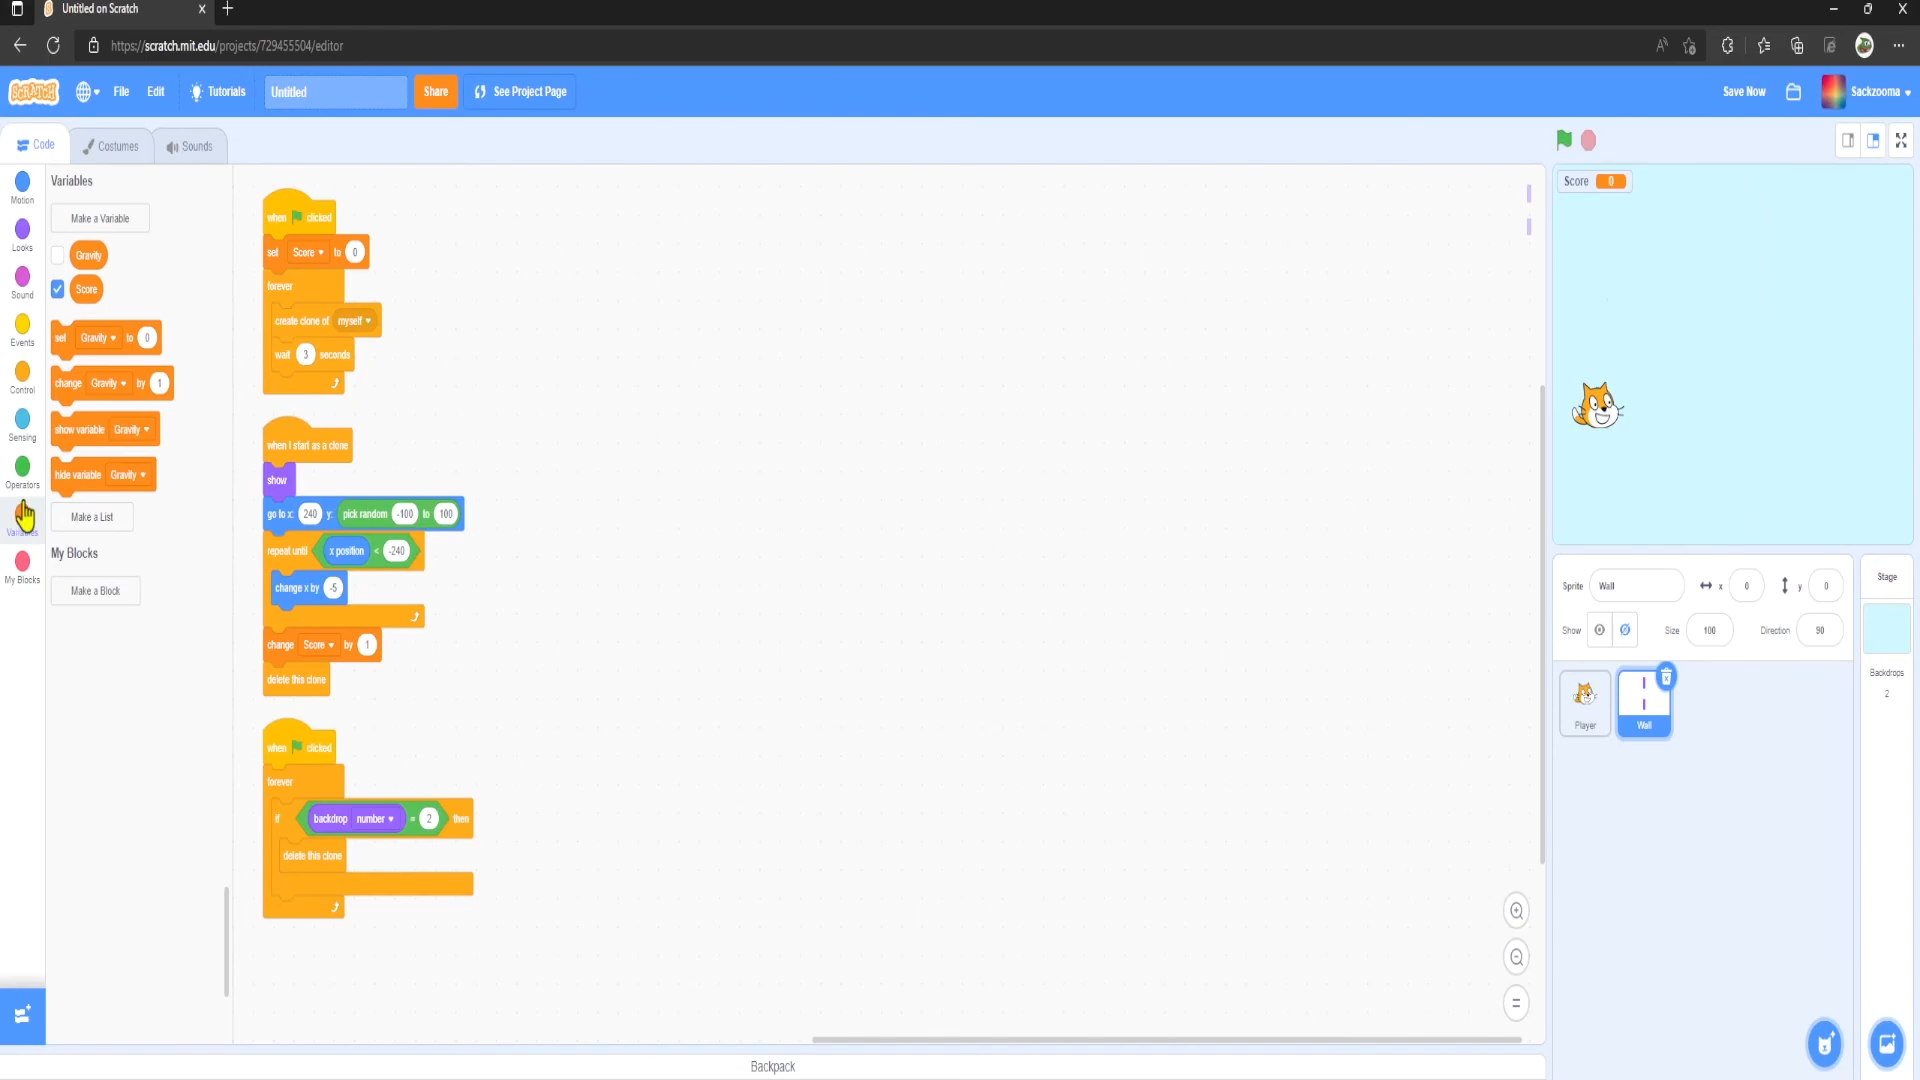 Untitled on Scratch
https://scratch.mit.edu/projects/729455504/editor
SCRATCH
File
Edit
Tutorials
Untitled
Share
See Project Page
Save Now
Sackzooma
Code
Costumes
Sounds
Motion
Looks
Sound
Events
Control
Sensing
Operators
Variables
My Blocks
Variables
Make a Variable
Gravity
Score
set Gravity to 0
change Gravity by 1
show variable Gravity
hide variable Gravity
Make a List
My Blocks
Make a Block
when clicked
set Score to 0
forever
create clone of myself
wait 3 seconds
when I start as a clone
show
go to x: 240 y: pick random -100 to 100
repeat until x position < -240
change x by -5
change Score by 1
delete this clone
when clicked
forever
if backdrop number = 2 then
delete this clone
Score 0
Sprite Wall x 0 y 0
Show Size 100 Direction 90
Player
Wall
Stage
Backdrops
2
Backpack